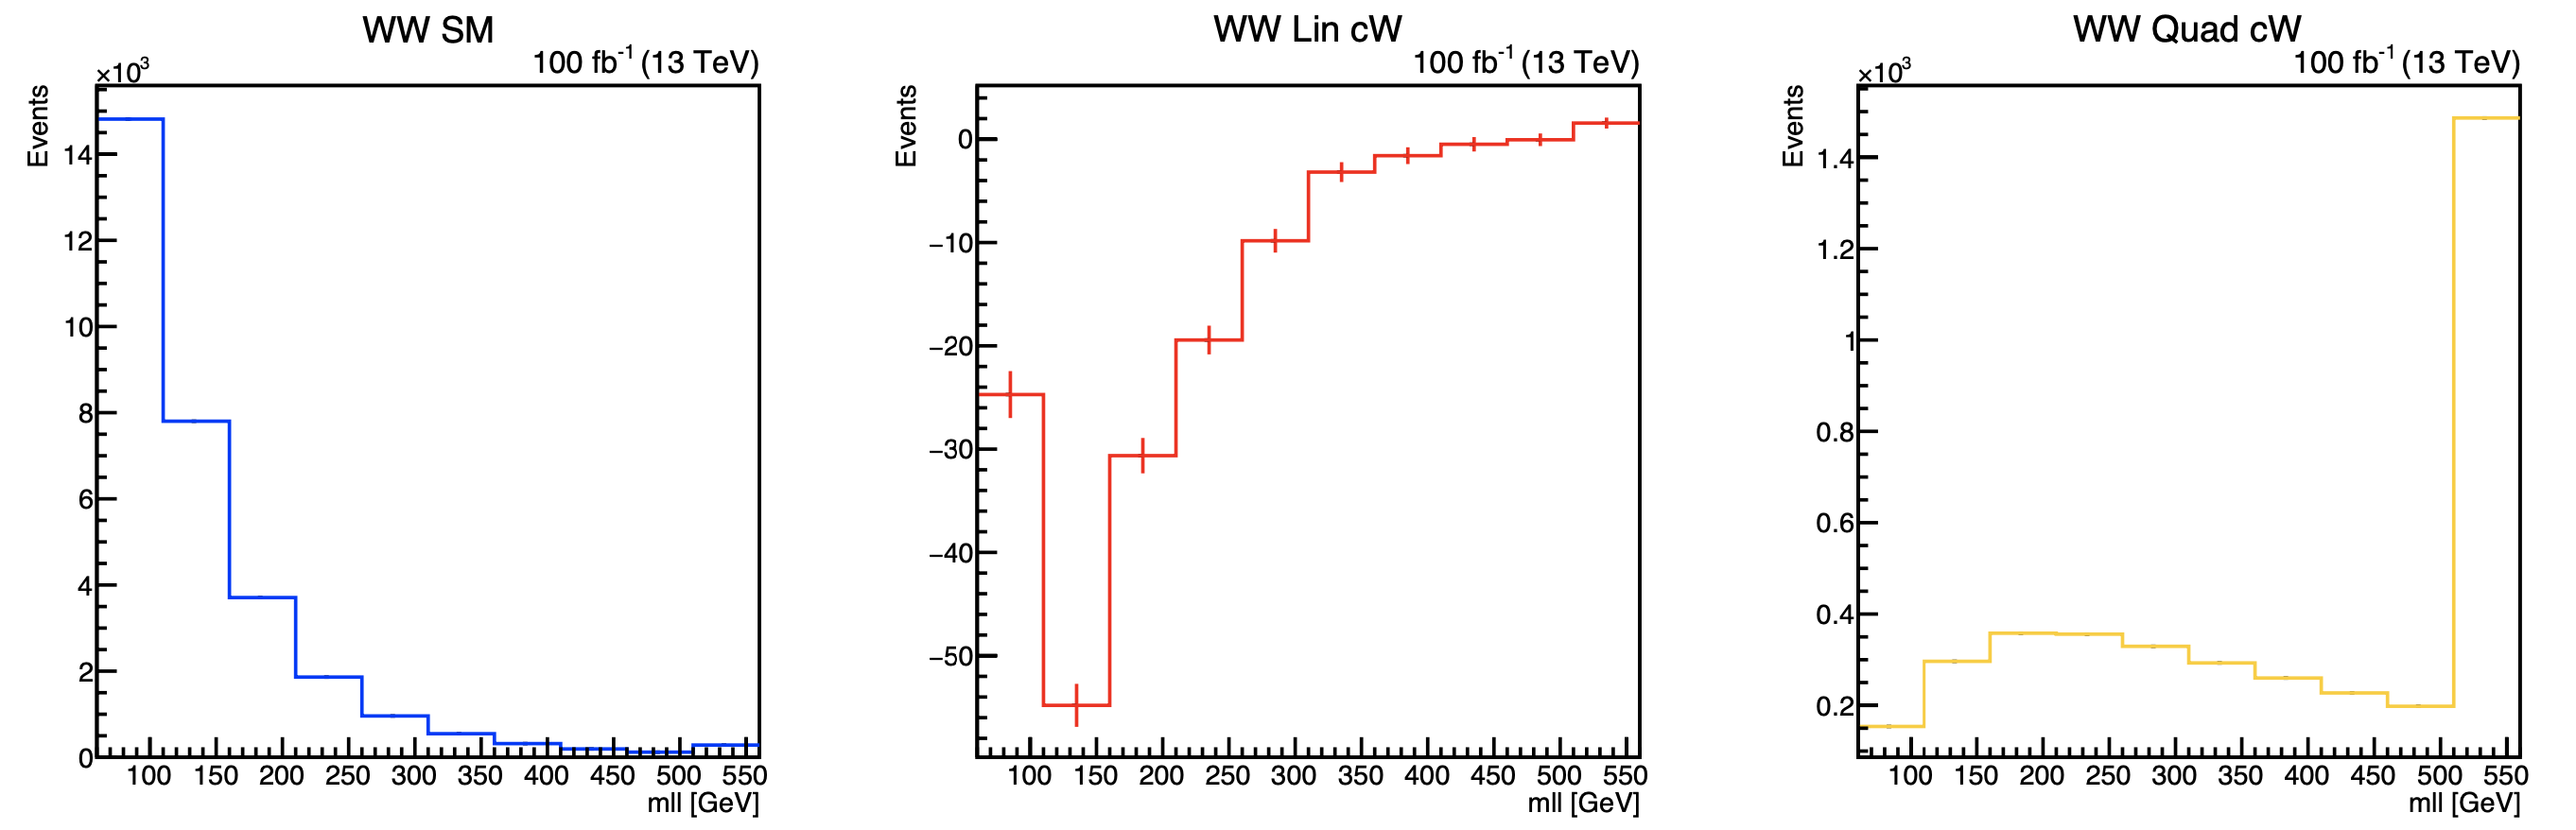 WW SM
100 fb-1 (13 TeV)
×10³
Events
14
12
10
8
6
4
2
0
100 150 200 250 300 350 400 450 500 550
mll [GeV]
WW Lin cW
100 fb-1 (13 TeV)
Events
0
−10
−20
−30
−40
−50
100 150 200 250 300 350 400 450 500 550
mll [GeV]
WW Quad cW
100 fb-1 (13 TeV)
×10³
Events
1.4
1.2
1
0.8
0.6
0.4
0.2
100 150 200 250 300 350 400 450 500 550
mll [GeV]